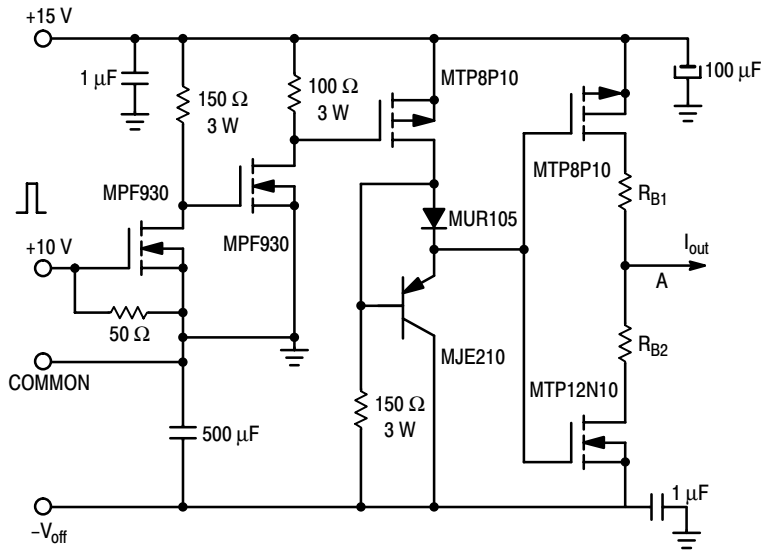 +15 V
1 μF
150 Ω
3 W
100 Ω
3 W
MTP8P10
100 μF
MPF930
MPF930
MTP8P10
R_B1
MUR105
+10 V
I_out
A
50 Ω
COMMON
MJE210
R_B2
MTP12N10
150 Ω
3 W
500 μF
1 μF
–V_off